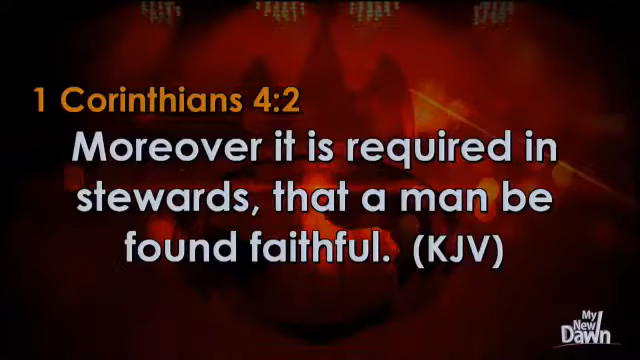 1 Corinthians 4:2
Moreover it is required in
stewards, that a man be
found faithful. (KJV)
My
New
Dawn